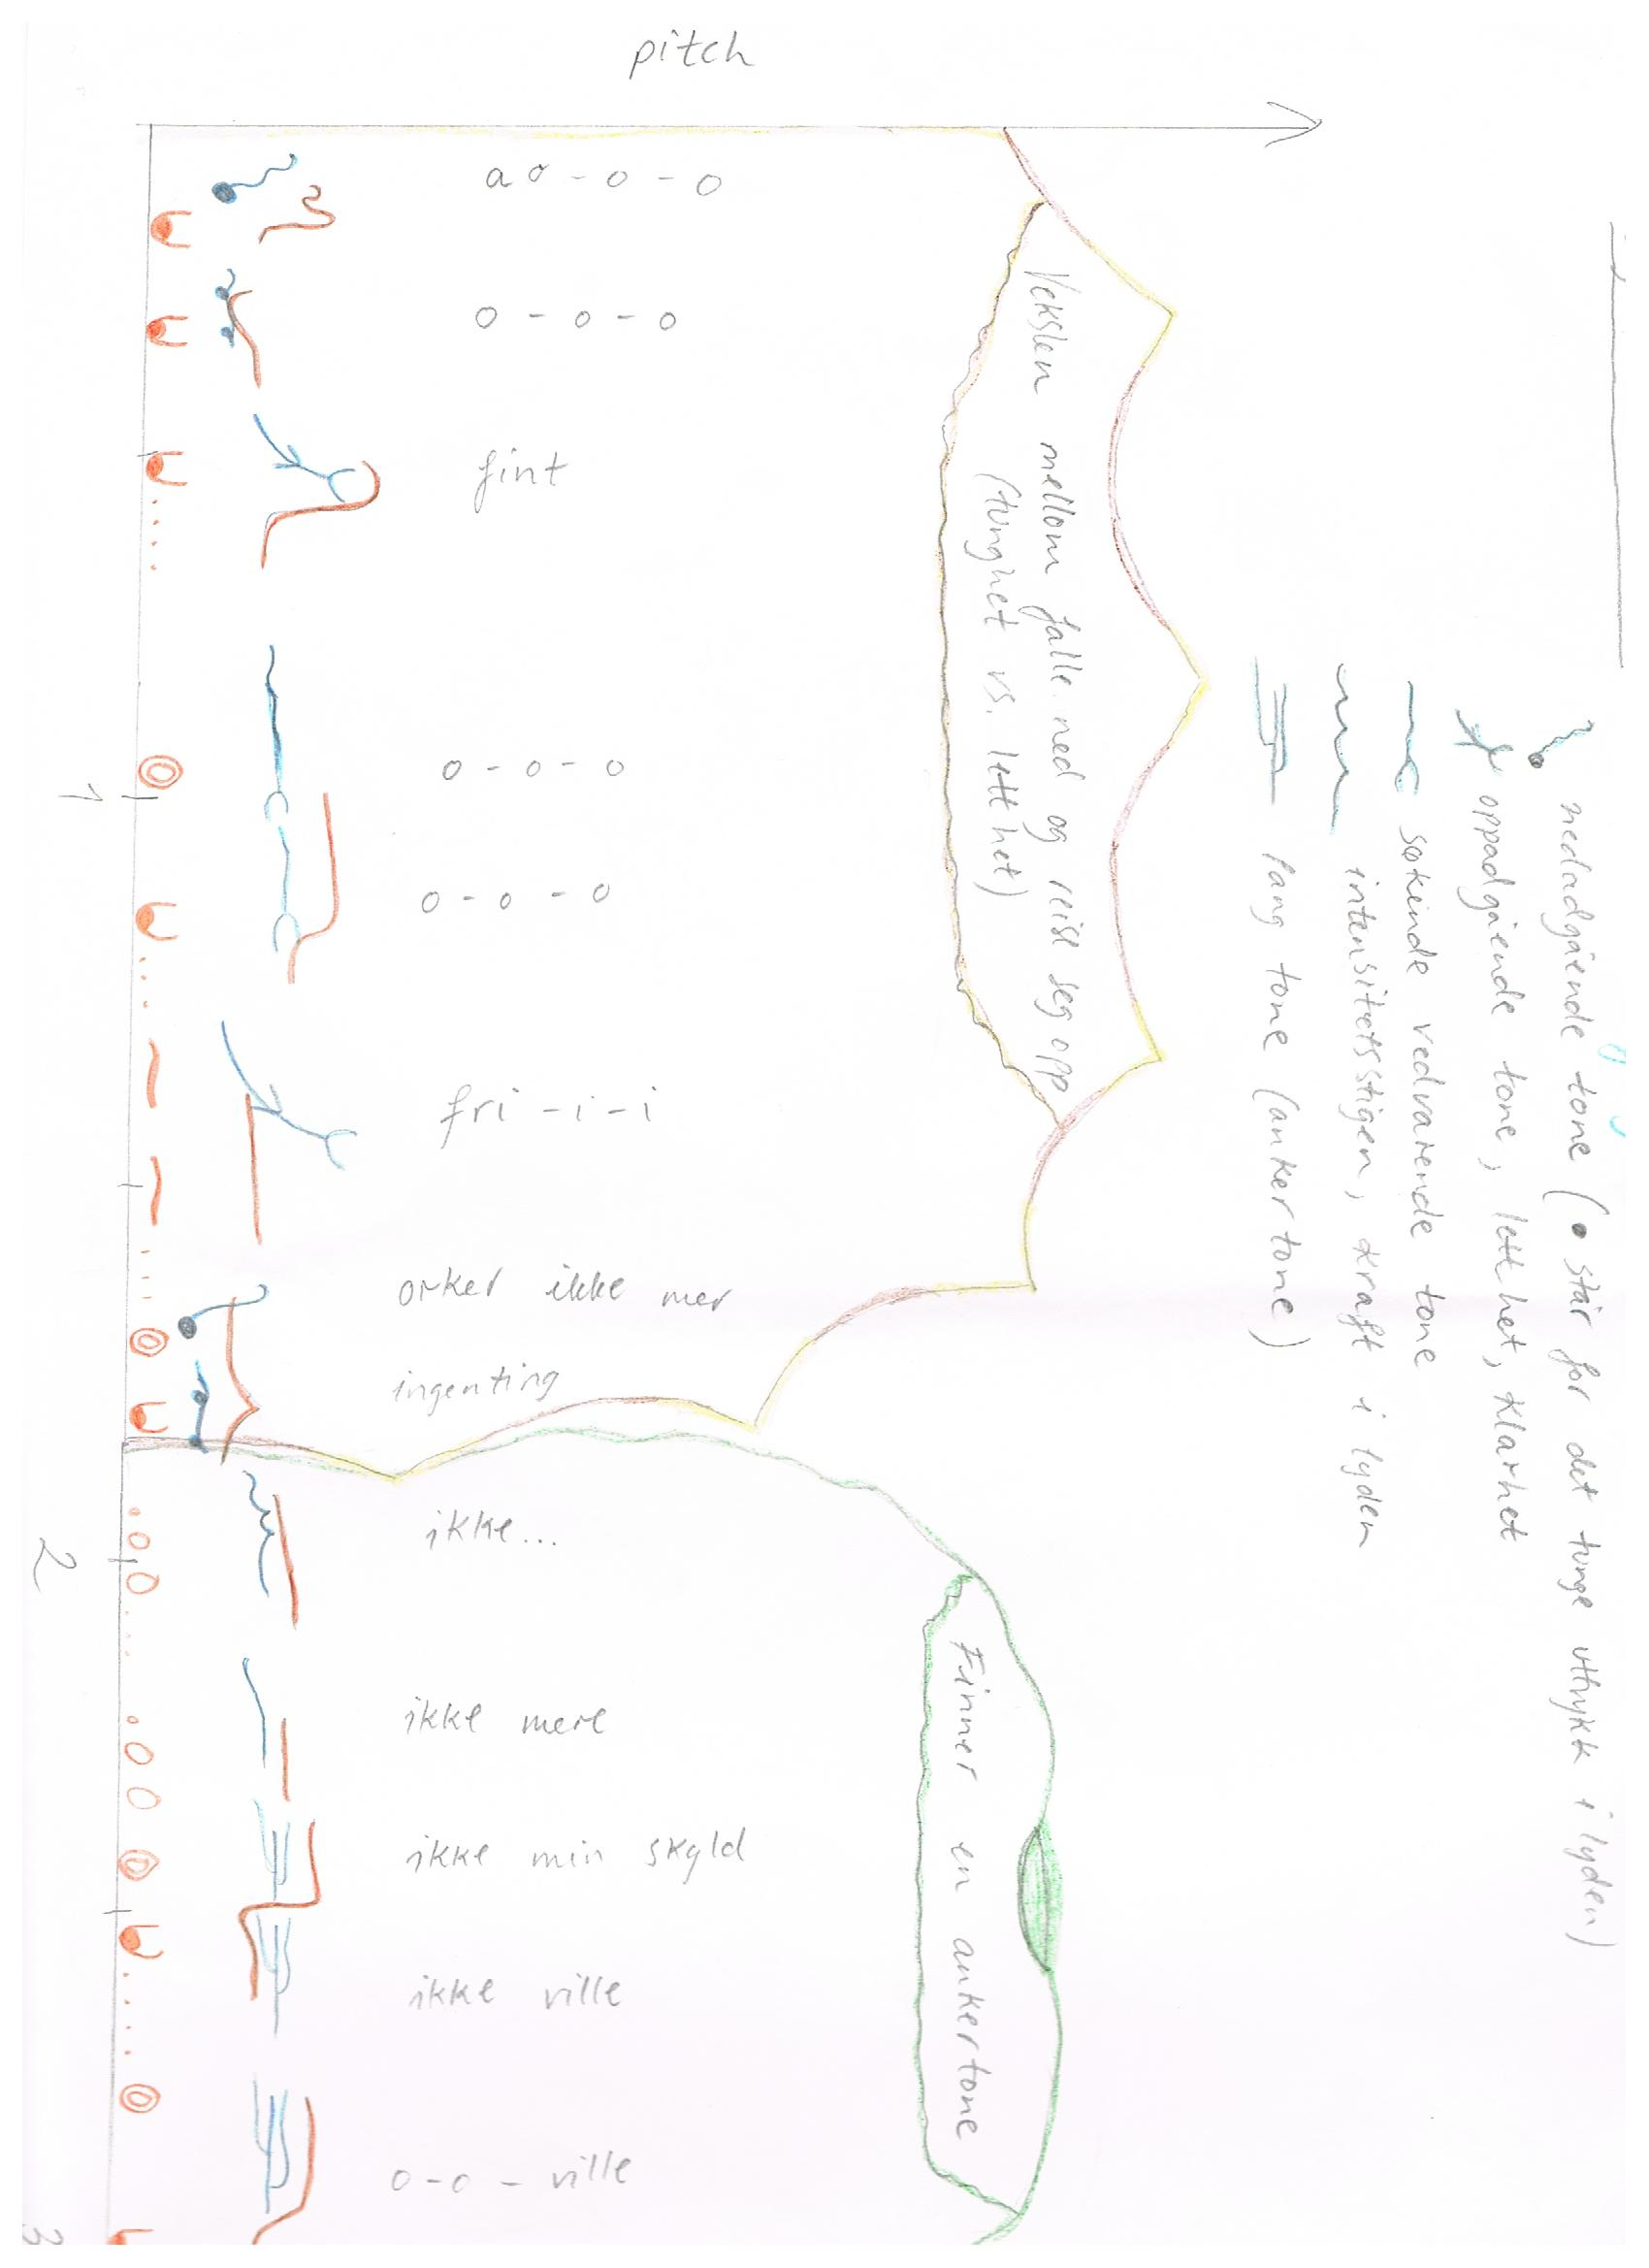 pitch
nedadgående tone (• står for det tunge uttrykk i lyden)
oppadgående tone, letthet, klarhet
søkende vedvarende tone
intensitetsstigen, kraft i lyden
lang tone (ankertone)
Vekslen mellom falle ned og reise seg opp
(tunghet vs. letthet)
Finner en ankertone
ao-o-o
o-o-o
fint
o-o-o
o-o-o
fri-i-i
orker ikke mer
ingenting
ikke...
ikke mere
ikke min skyld
ikke ville
o-o-ville
1
2
3